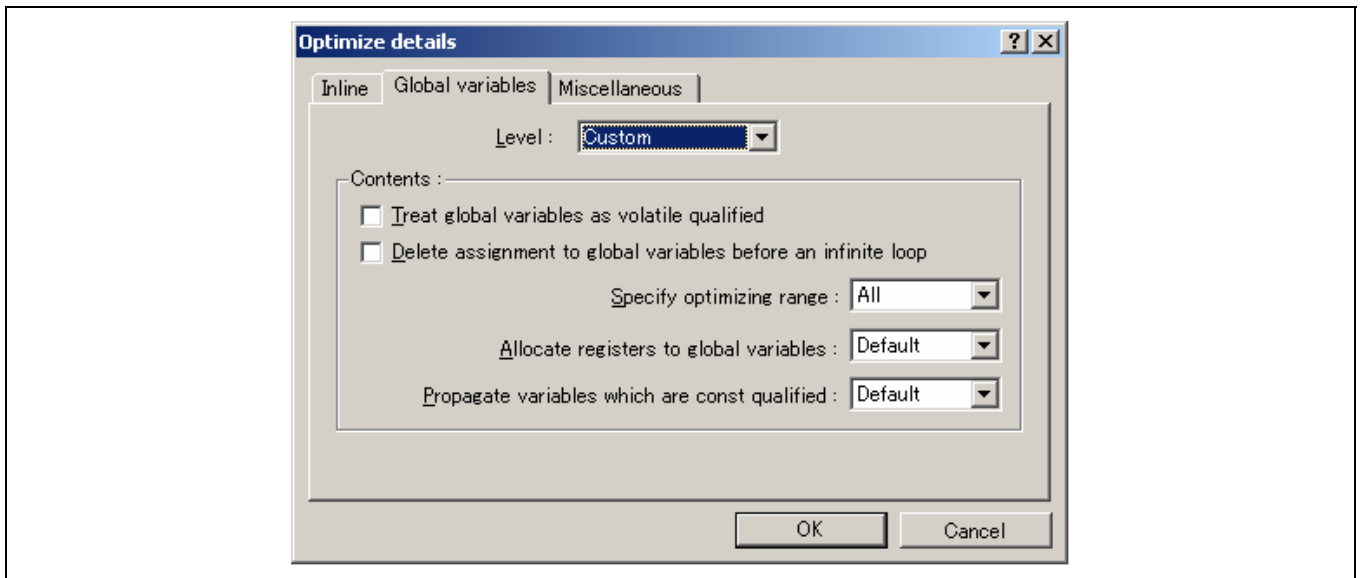 Optimize details
Inline Global variables Miscellaneous
Level : Custom
Contents :
Treat global variables as volatile qualified
Delete assignment to global variables before an infinite loop
Specify optimizing range : All
Allocate registers to global variables : Default
Propagate variables which are const qualified : Default
OK Cancel